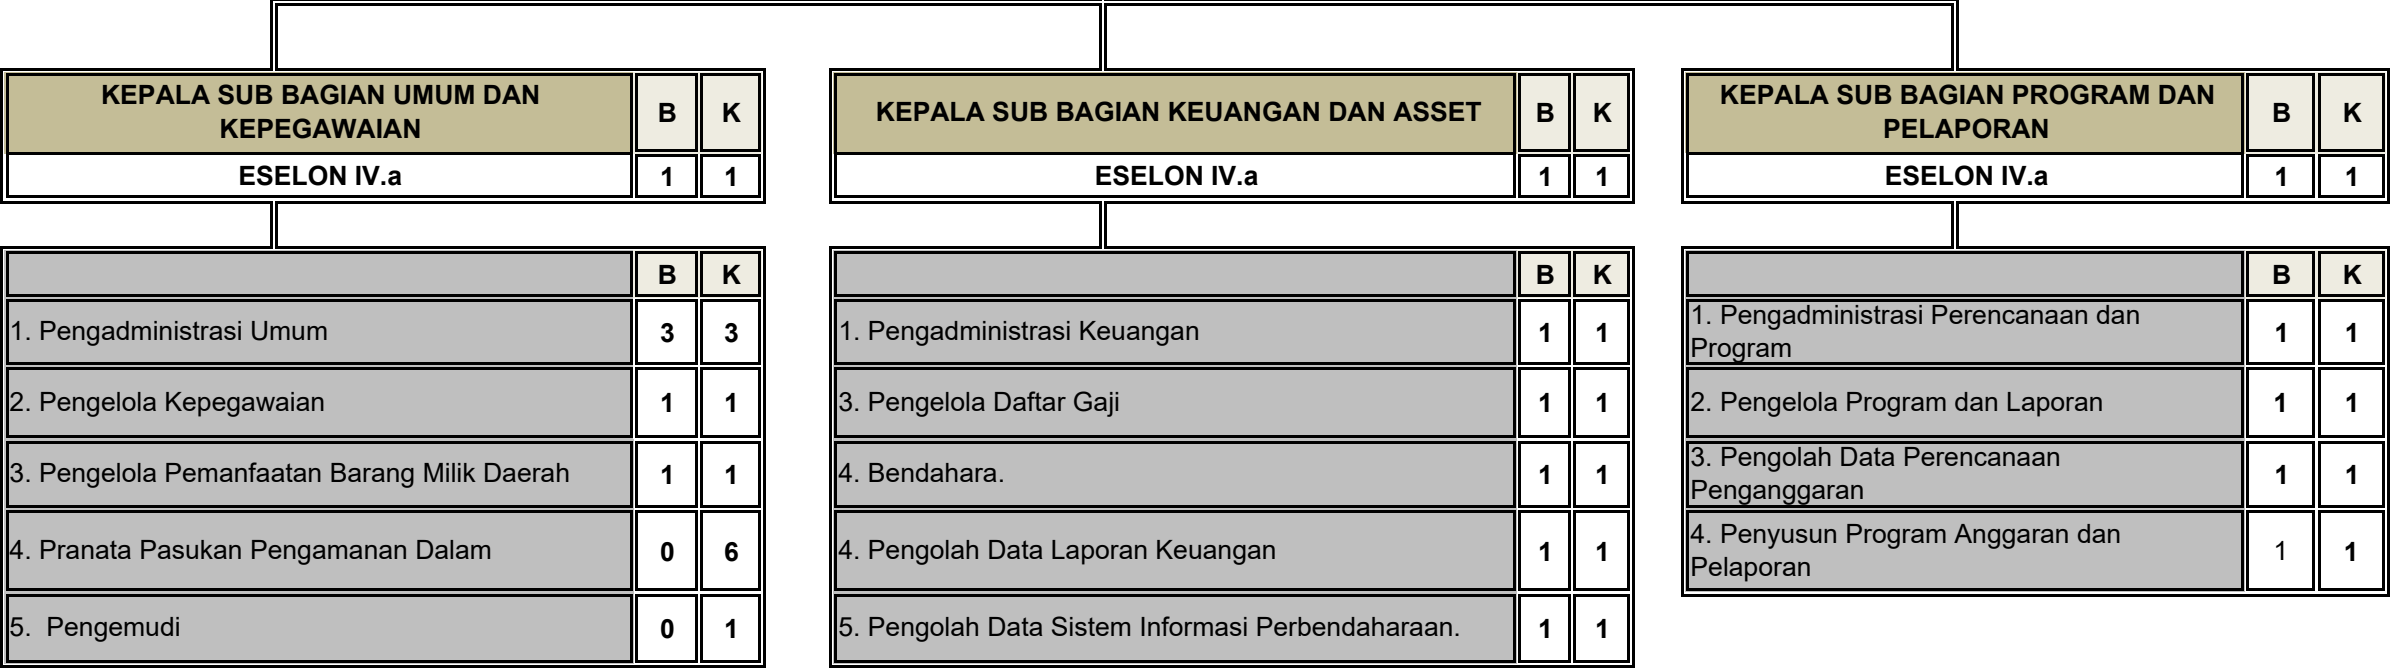 KEPALA SUB BAGIAN UMUM DAN
KEPEGAWAIAN
B K
ESELON IV.a 1 1
B K
1. Pengadministrasi Umum 3 3
2. Pengelola Kepegawaian 1 1
3. Pengelola Pemanfaatan Barang Milik Daerah 1 1
4. Pranata Pasukan Pengamanan Dalam 0 6
5. Pengemudi 0 1
KEPALA SUB BAGIAN KEUANGAN DAN ASSET B K
ESELON IV.a 1 1
B K
1. Pengadministrasi Keuangan 1 1
3. Pengelola Daftar Gaji 1 1
4. Bendahara. 1 1
4. Pengolah Data Laporan Keuangan 1 1
5. Pengolah Data Sistem Informasi Perbendaharaan. 1 1
KEPALA SUB BAGIAN PROGRAM DAN
PELAPORAN
B K
ESELON IV.a 1 1
B K
1. Pengadministrasi Perencanaan dan
Program
1 1
2. Pengelola Program dan Laporan 1 1
3. Pengolah Data Perencanaan
Penganggaran
1 1
4. Penyusun Program Anggaran dan
Pelaporan
1 1